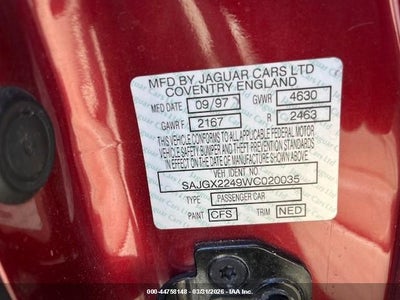 MFD BY JAGUAR CARS LTD
COVENTRY ENGLAND
MFD DATE 09/97 GVWR 4630
GAWR F 2167 R 2463
THIS VEHICLE CONFORMS TO ALL APPLICABLE FEDERAL MOTOR
VEHICLE SAFETY BUMPER AND THEFT PREVENTION STANDARDS
IN EFFECT ON THE DATE OF MANUFACTURE SHOWN ABOVE
VEH IDENT No
SAJGX2249WC020035
TYPE PASSENGER CAR
PAINT CFS TRIM NED
000-44758148 - 03/31/2026 - IAA Inc.